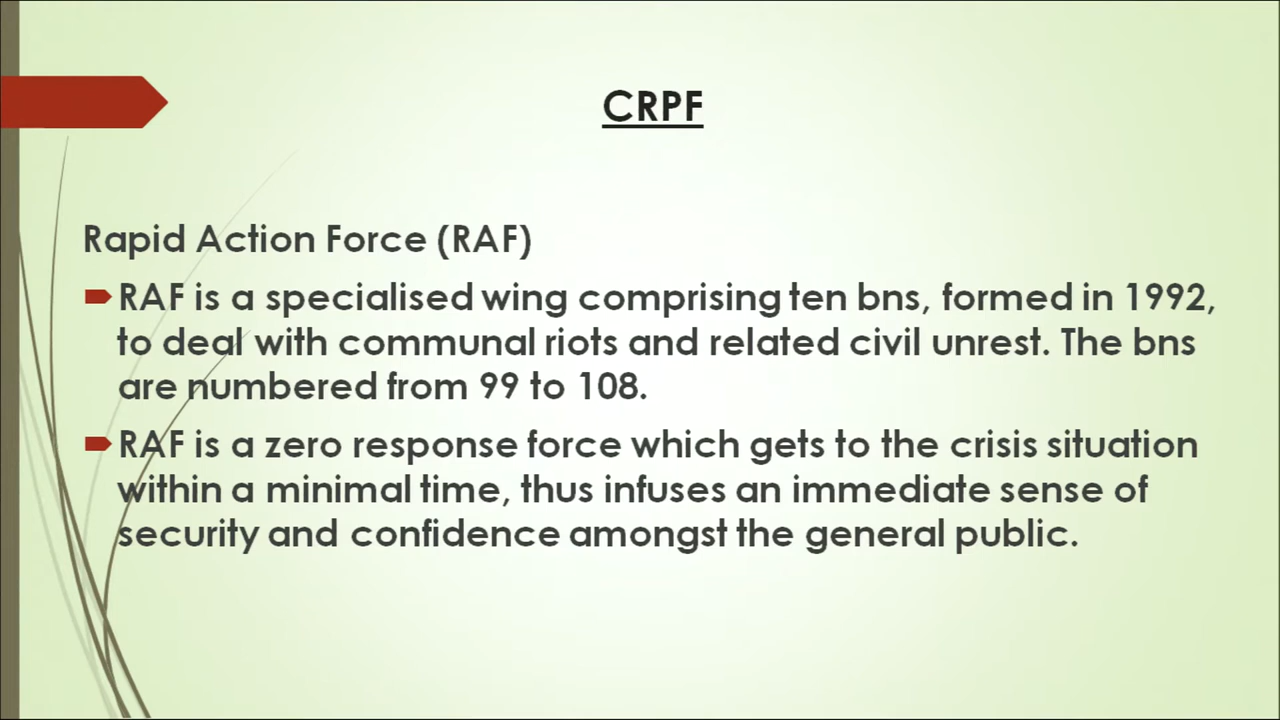 CRPF
Rapid Action Force (RAF)
RAF is a specialised wing comprising ten bns, formed in 1992,
to deal with communal riots and related civil unrest. The bns
are numbered from 99 to 108.
RAF is a zero response force which gets to the crisis situation
within a minimal time, thus infuses an immediate sense of
security and confidence amongst the general public.